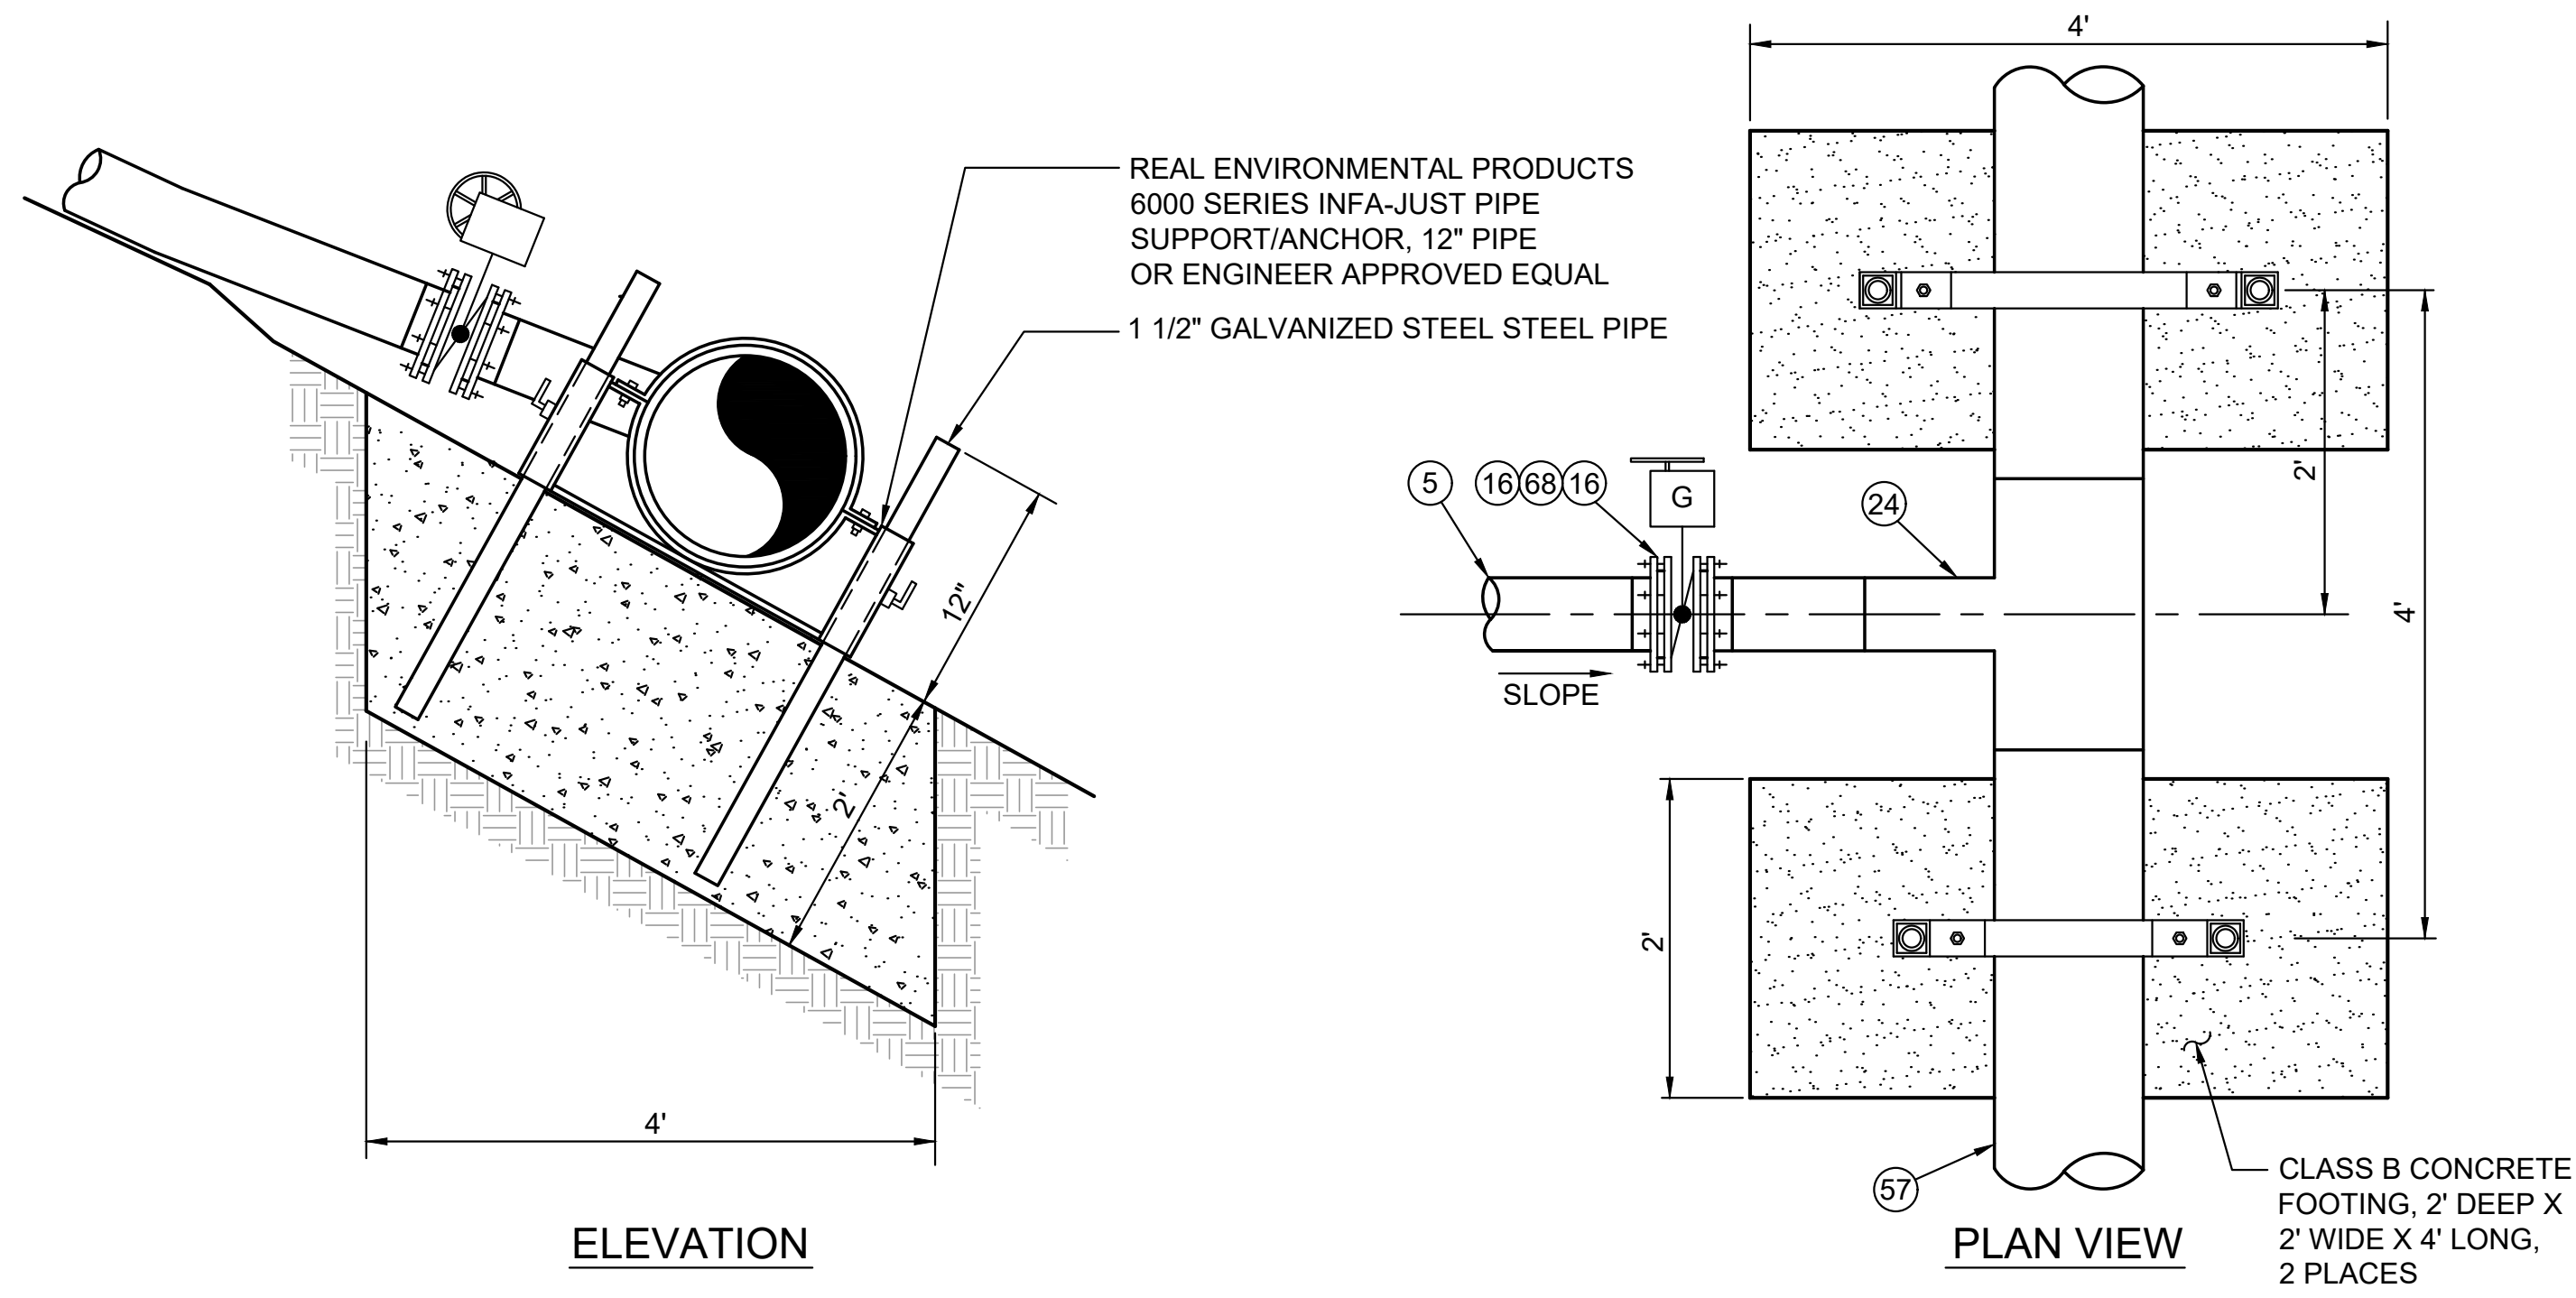 4'
REAL ENVIRONMENTAL PRODUCTS
6000 SERIES INFA-JUST PIPE
SUPPORT/ANCHOR, 12" PIPE
OR ENGINEER APPROVED EQUAL
1 1/2" GALVANIZED STEEL STEEL PIPE
12"
2'
4'
ELEVATION
5
16 68 16
G
24
SLOPE
2'
4'
2'
57
CLASS B CONCRETE
FOOTING, 2' DEEP X
2' WIDE X 4' LONG,
2 PLACES
PLAN VIEW